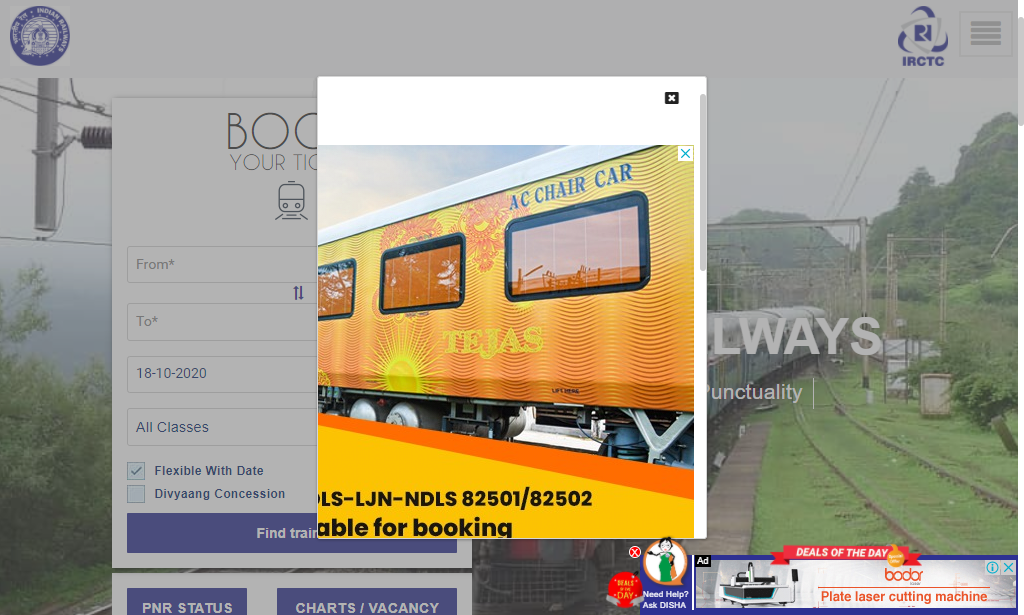 INDIAN RAILWAYS
IRCTC
BOO
YOUR TIC
From*
To*
18-10-2020
All Classes
Flexible With Date
Divyaang Concession
Find train
PNR STATUS
CHARTS / VACANCY
AC CHAIR CAR
TEJAS
DLS-LJN-NDLS 82501/82502
able for booking
LWAYS
Punctuality
DEALS OF THE DAY
Need Help?
Ask DISHA
Ad
DEALS OF THE DAY
bodor
Plate laser cutting machine